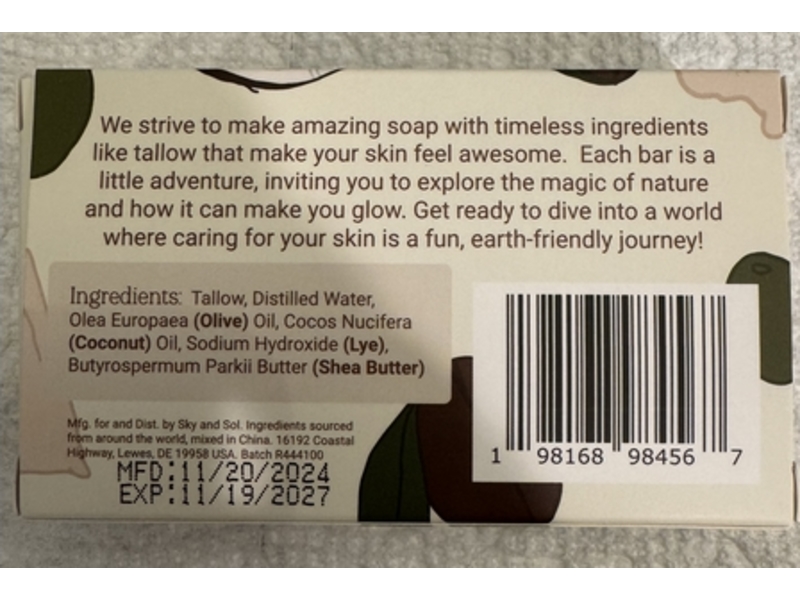 We strive to make amazing soap with timeless ingredients
like tallow that make your skin feel awesome. Each bar is a
little adventure, inviting you to explore the magic of nature
and how it can make you glow. Get ready to dive into a world
where caring for your skin is a fun, earth-friendly journey!
Ingredients: Tallow, Distilled Water,
Olea Europaea (Olive) Oil, Cocos Nucifera
(Coconut) Oil, Sodium Hydroxide (Lye),
Butyrospermum Parkii Butter (Shea Butter)
Mfg. for and Dist. by Sky and Sol. Ingredients sourced
from around the world, mixed in China. 16192 Coastal
Highway, Lewes, DE 19958 USA. Batch R444100
MFD:11/20/2024
EXP:11/19/2027
1 98168 98456 7